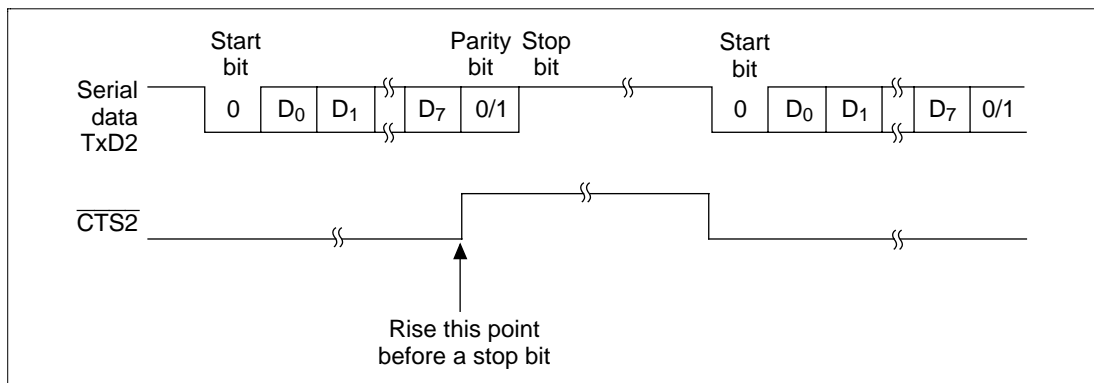 Start bit
Parity bit
Stop bit
Start bit
Serial data TxD2
0 D0 D1 D7 0/1 0 D0 D1 D7 0/1
CTS2
Rise this point
before a stop bit